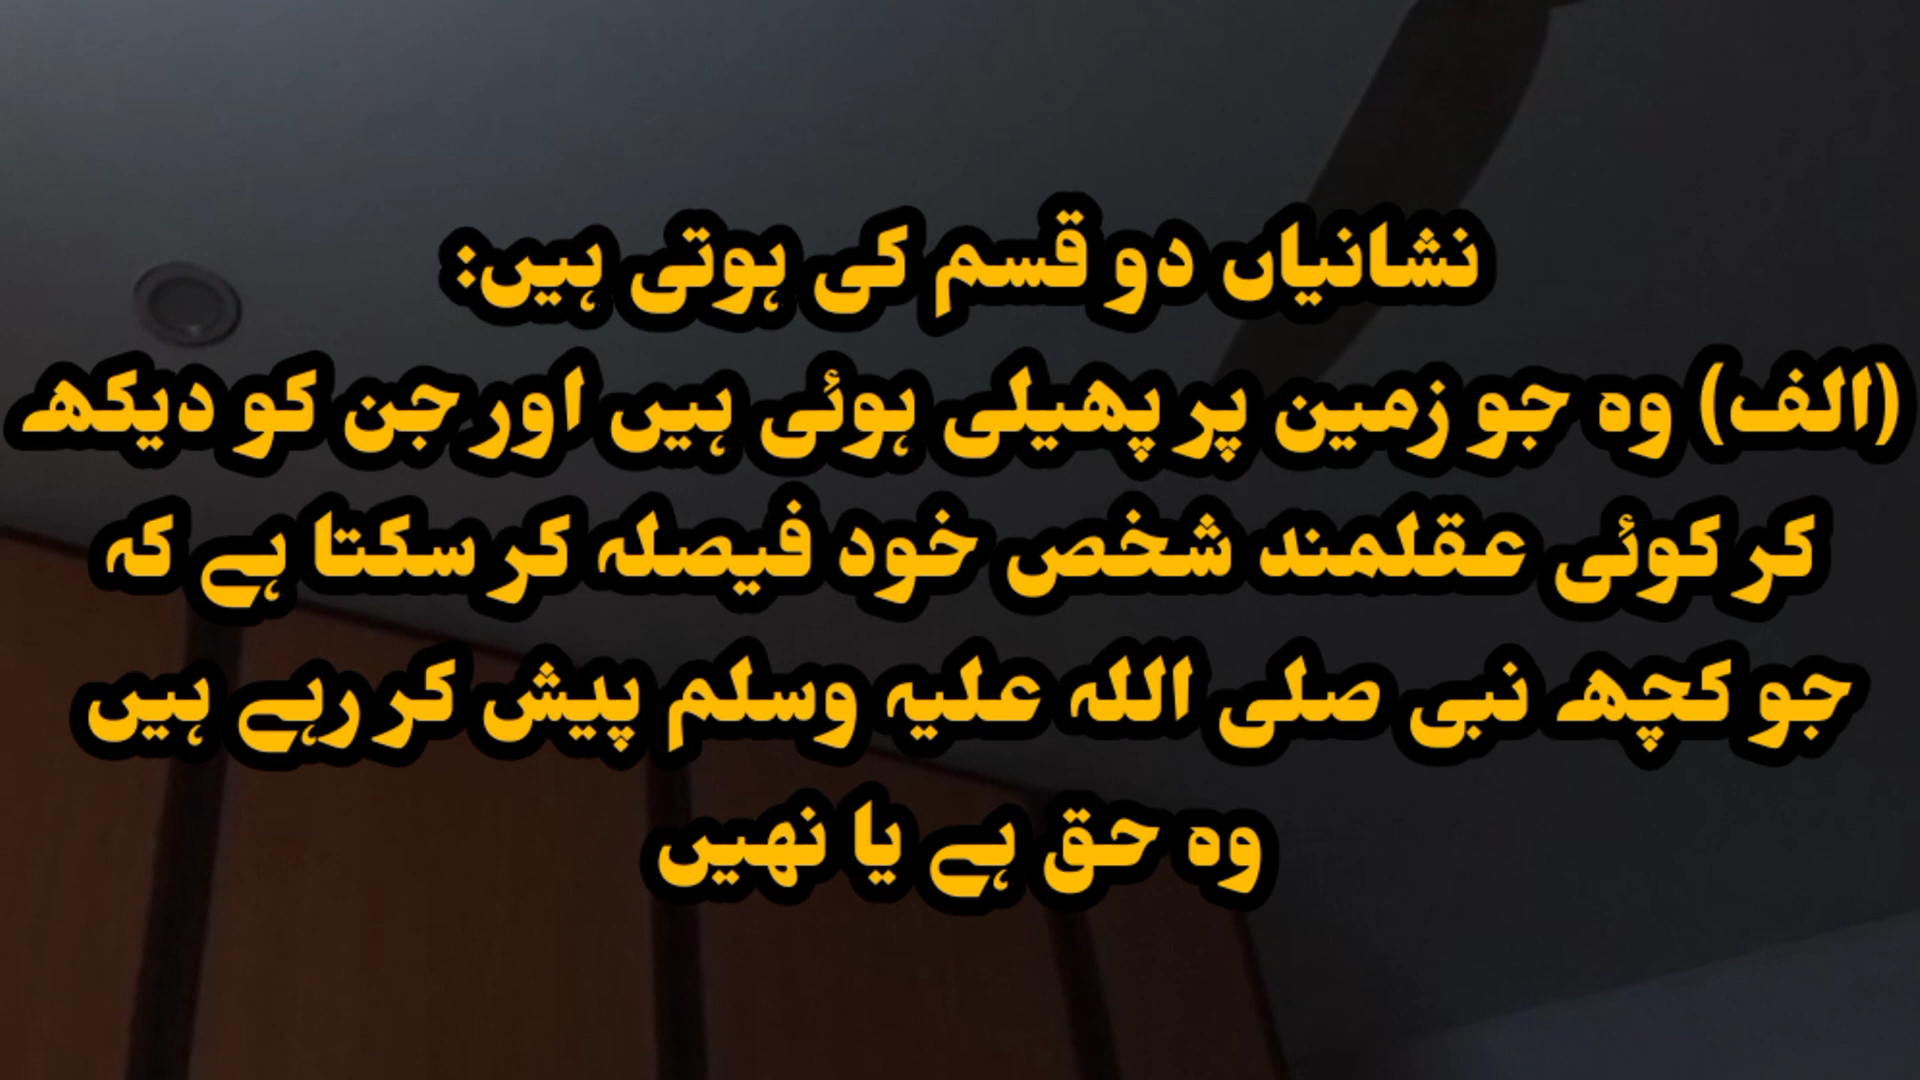 نشانیاں دو قسم کی ہوتی ہیں:
(الف) وہ جو زمین پر پھیلی ہوئی ہیں اور جن کو دیکھ
کر کوئی عقلمند شخص خود فیصلہ کر سکتا ہے کہ
جو کچھ نبی صلی اللہ علیہ وسلم پیش کر رہے ہیں
وہ حق ہے یا نھیں